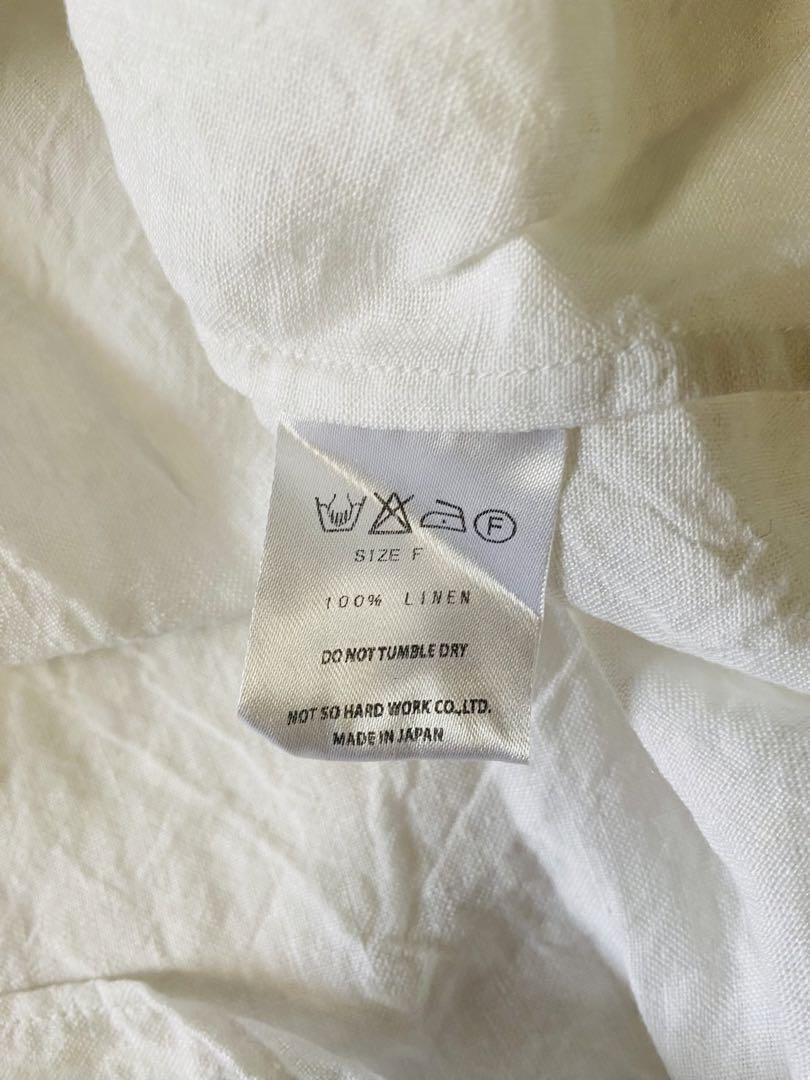 F
SIZE F
100% LINEN
DO NOT TUMBLE DRY
NOT SO HARD WORK CO.,LTD.
MADE IN JAPAN